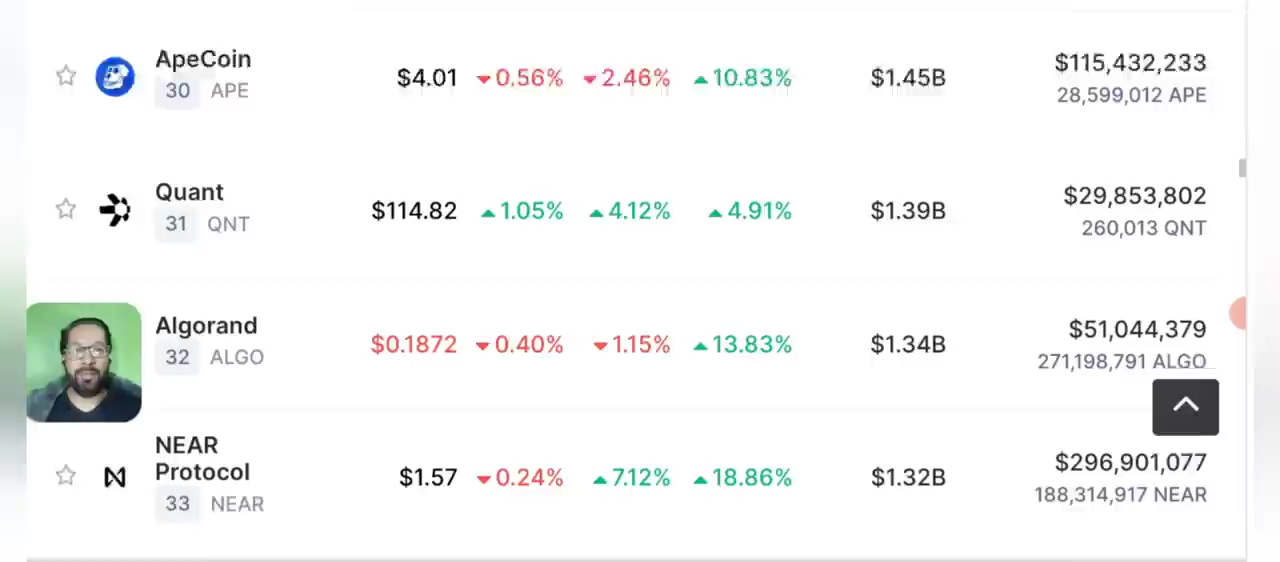 ApeCoin
30 APE
$4.01 0.56% 2.46% 10.83% $1.45B
$115,432,233
28,599,012 APE
Quant
31 QNT
$114.82 1.05% 4.12% 4.91% $1.39B
$29,853,802
260,013 QNT
Algorand
32 ALGO
$0.1872 0.40% 1.15% 13.83% $1.34B
$51,044,379
271,198,791 ALGO
NEAR
Protocol
33 NEAR
$1.57 0.24% 7.12% 18.86% $1.32B
$296,901,077
188,314,917 NEAR